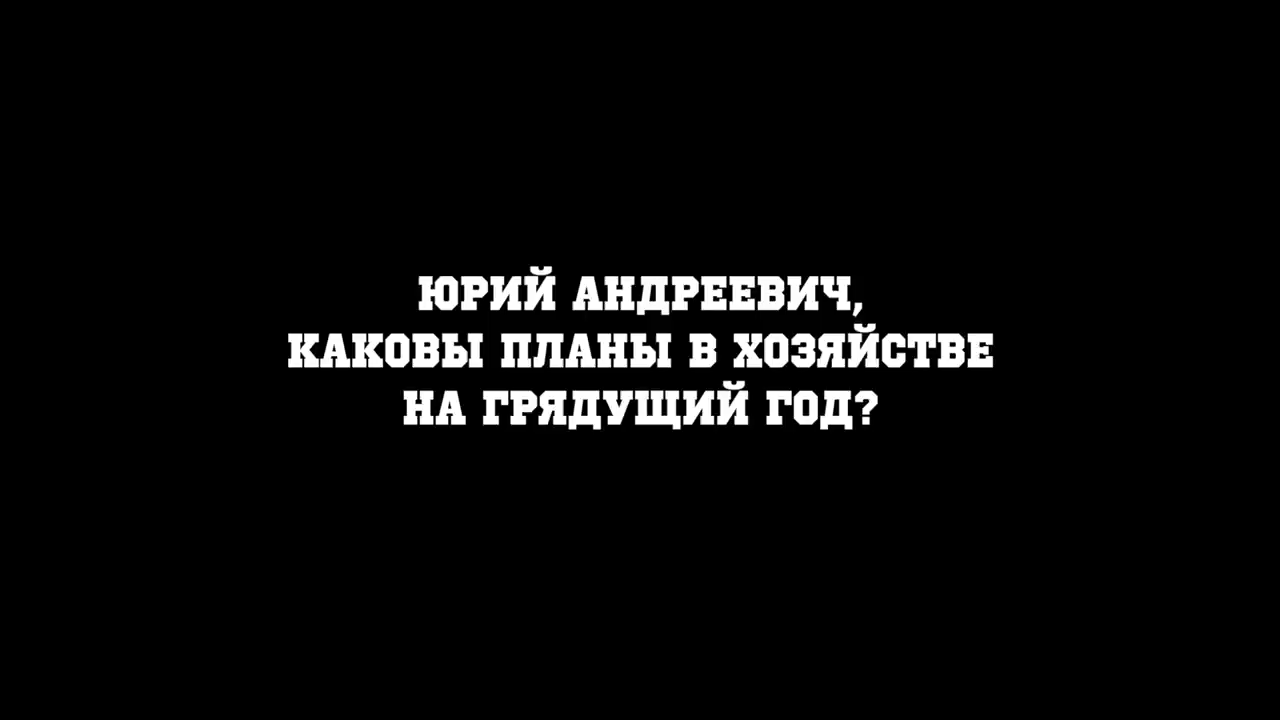 ЮРИЙ АНДРЕЕВИЧ,
КАКОВЫ ПЛАНЫ В ХОЗЯЙСТВЕ
НА ГРЯДУЩИЙ ГОД?